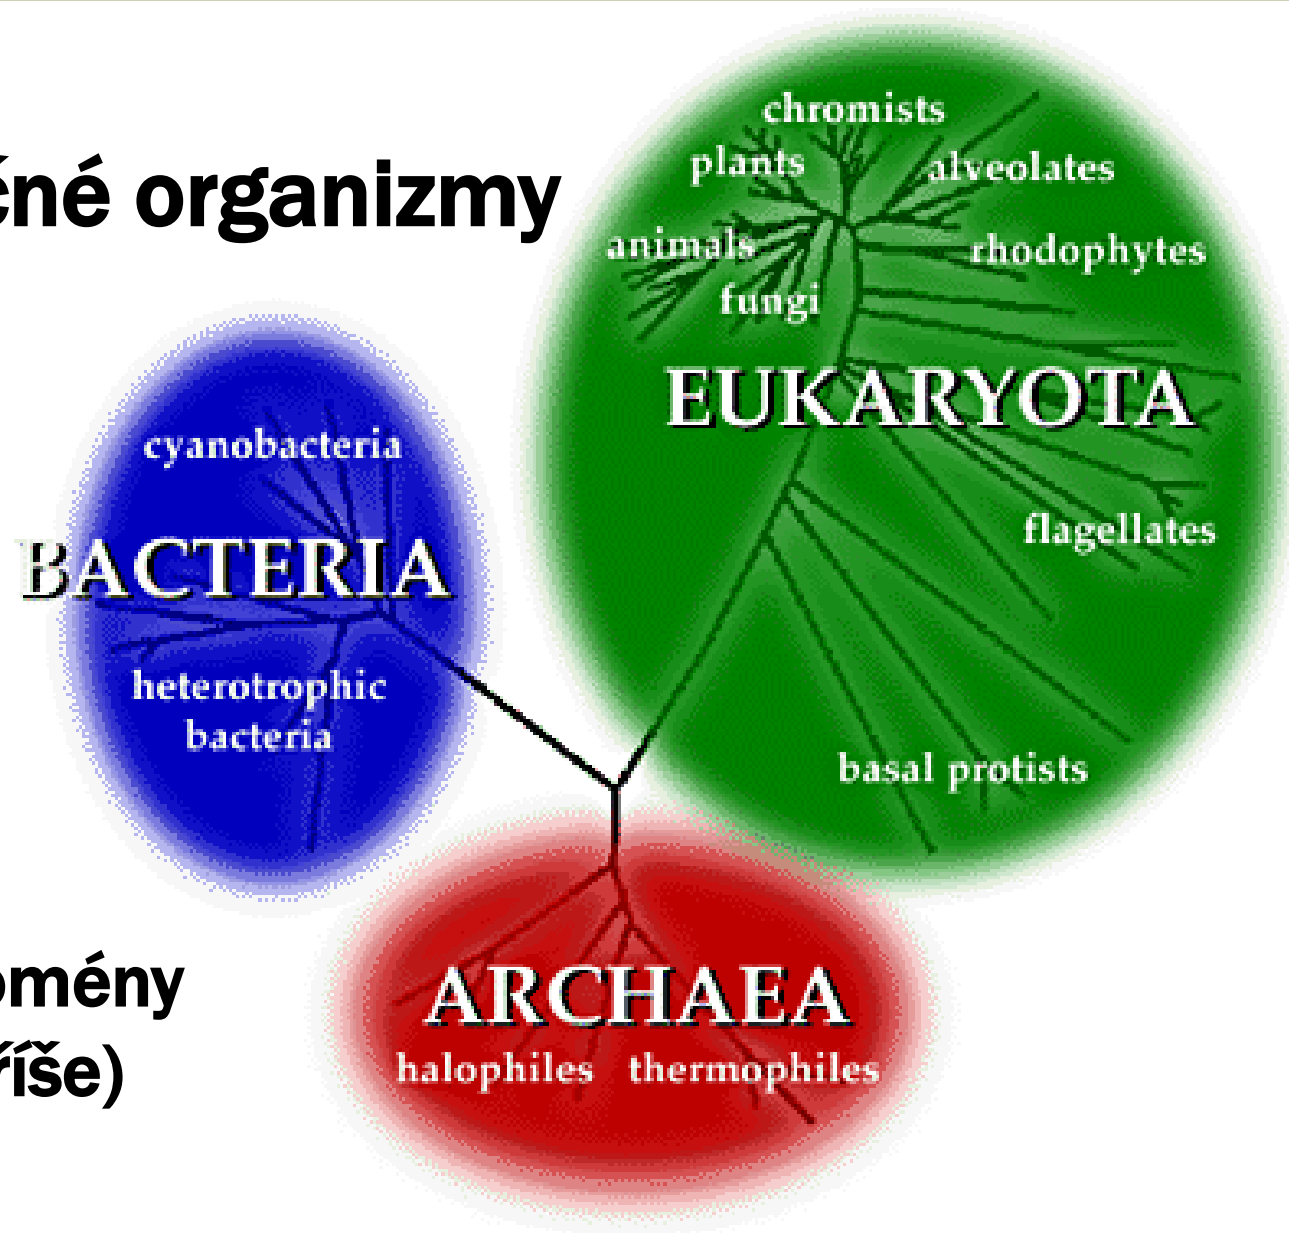 čné organizmy
chromists
plants
alveolates
animals
rhodophytes
fungi
EUKARYOTA
flagellates
basal protists
cyanobacteria
BACTERIA
heterotrophic
bacteria
omény
říše)
ARCHAEA
halophiles thermophiles